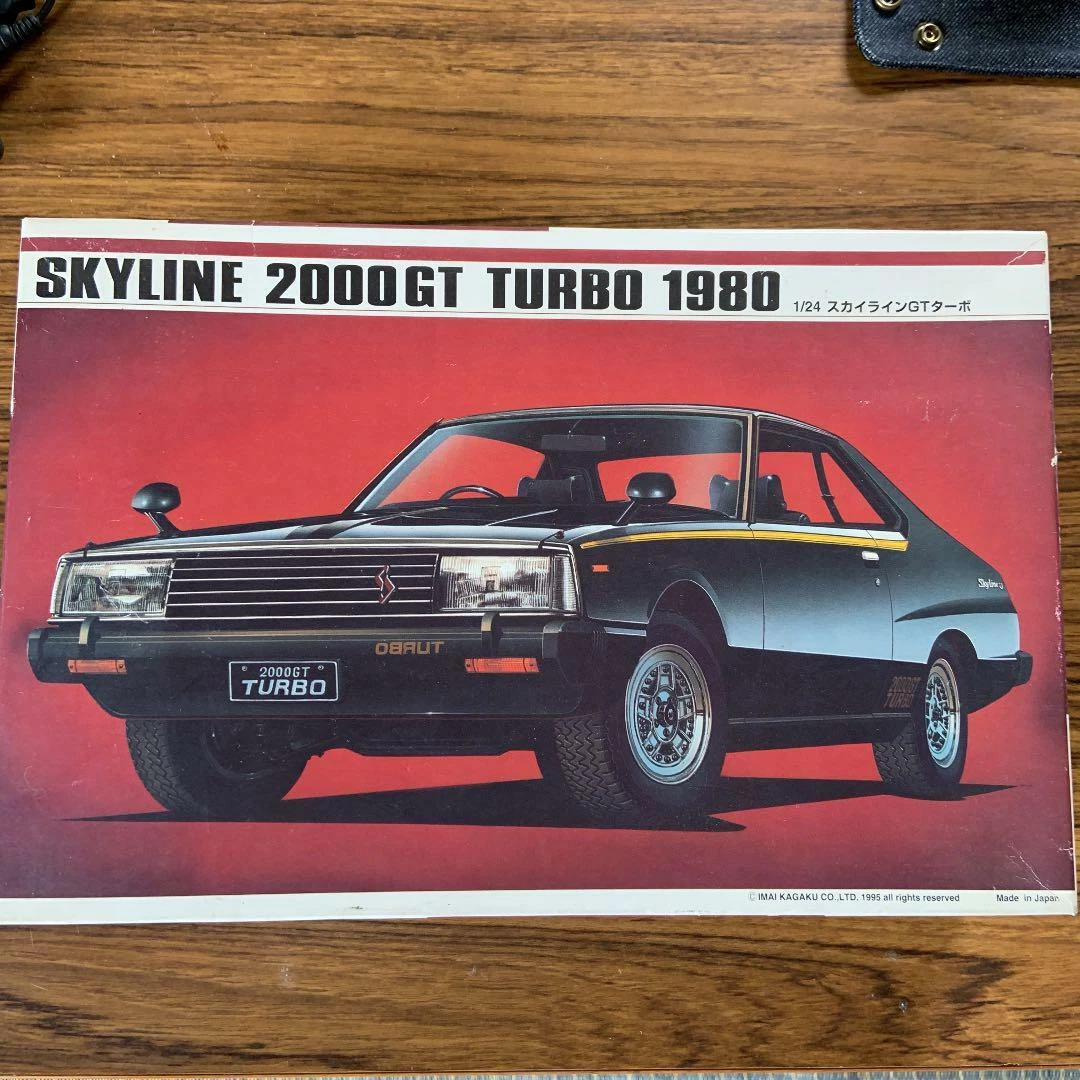 SKYLINE 2000GT TURBO 1980
1/24 スカイラインGTターボ
OBRUT
2000GT
TURBO
Skyline
2000GT
TURBO
© IMAI KAGAKU CO.,LTD. 1995 all rights reserved
Made in Japan